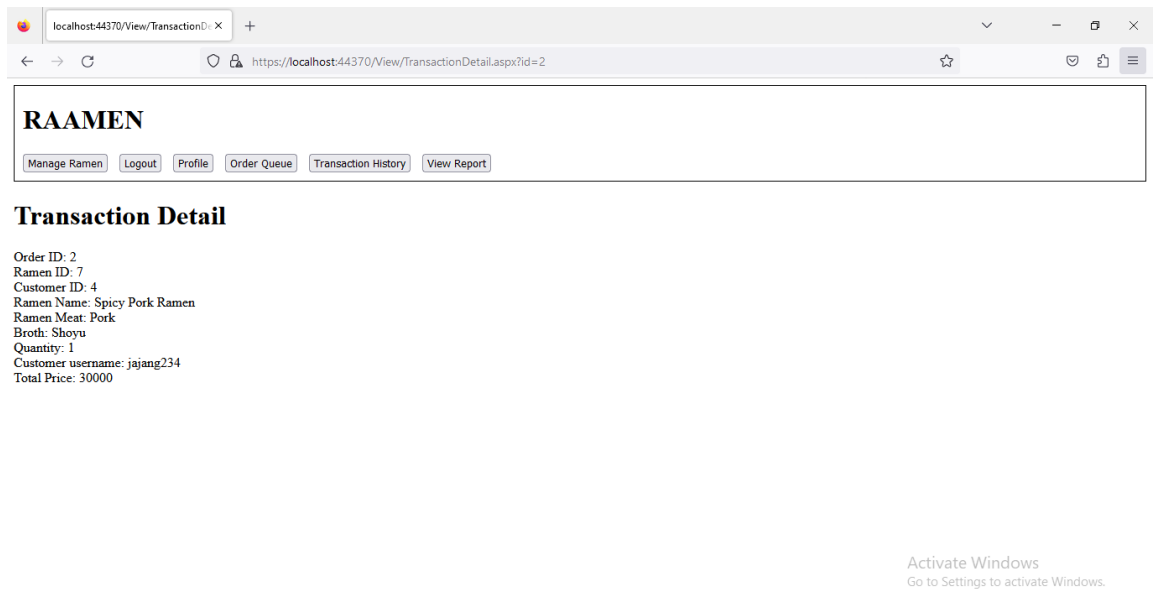 localhost:44370/View/TransactionDe
https://localhost:44370/View/TransactionDetail.aspx?id=2
RAAMEN
Manage Ramen Logout Profile Order Queue Transaction History View Report
Transaction Detail
Order ID: 2
Ramen ID: 7
Customer ID: 4
Ramen Name: Spicy Pork Ramen
Ramen Meat: Pork
Broth: Shoyu
Quantity: 1
Customer username: jajang234
Total Price: 30000
Activate Windows
Go to Settings to activate Windows.